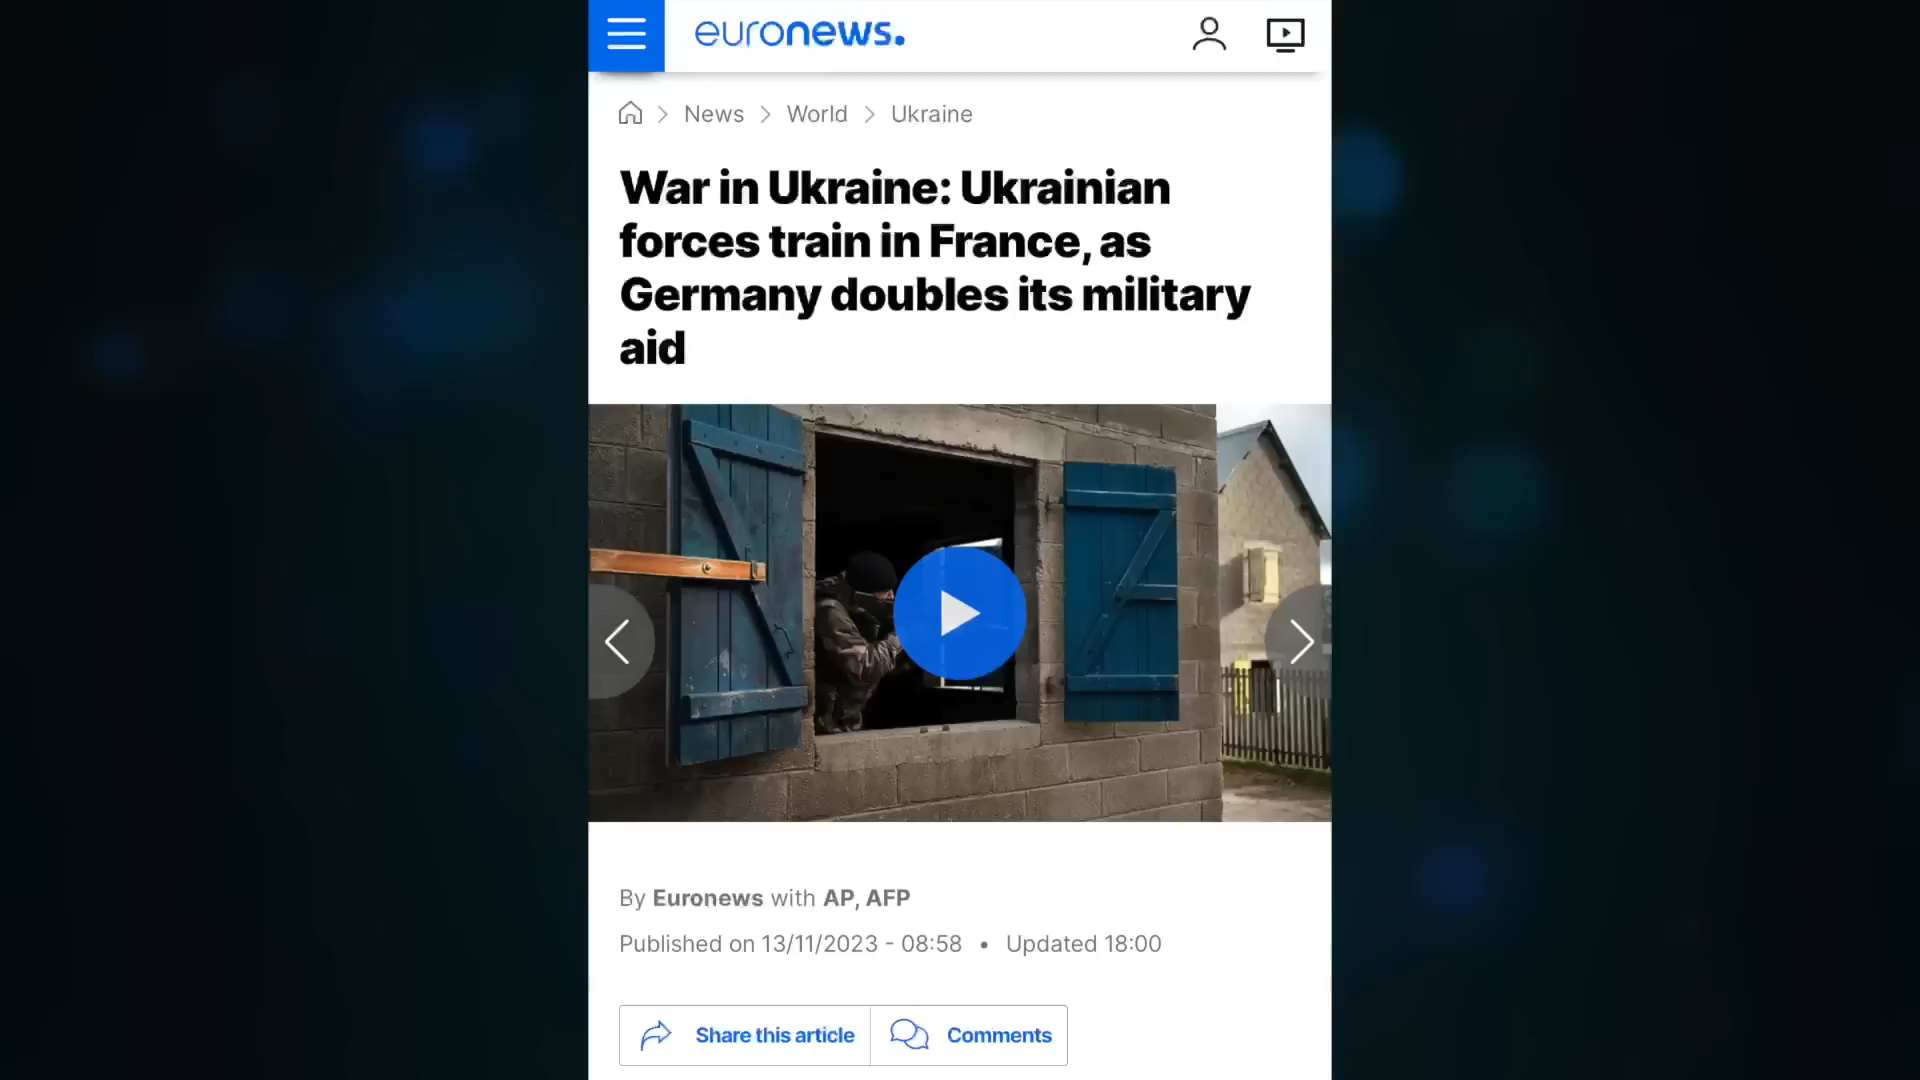 euronews.
News > World > Ukraine
War in Ukraine: Ukrainian
forces train in France, as
Germany doubles its military
aid
By Euronews with AP, AFP
Published on 13/11/2023 - 08:58 • Updated 18:00
Share this article
Comments